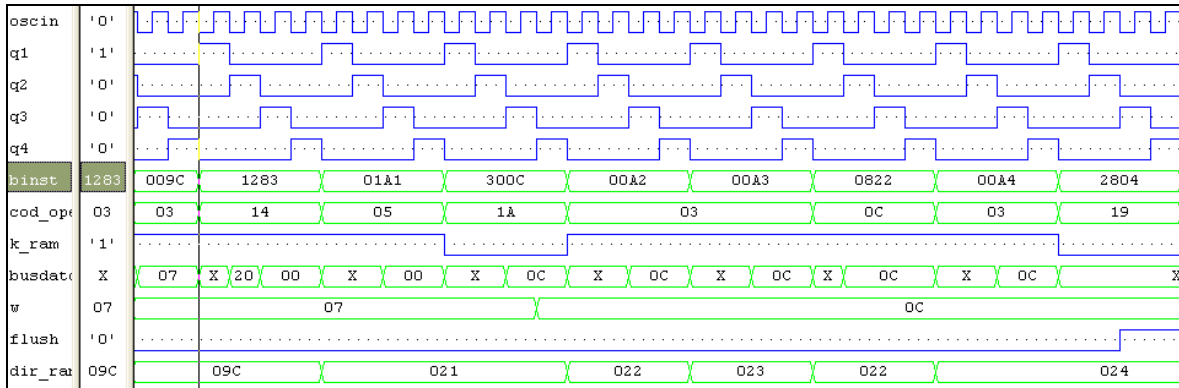 oscin '0'
q1 '1'
q2 '0'
q3 '0'
q4 '0'
binst 1283 009C 1283 01A1 300C 00A2 00A3 0822 00A4 2804
cod_ope 03 03 14 05 1A 03 0C 03 19
k_ram '1'
busdato X 07 X 20 00 X 00 X 0C X 0C X 0C X 0C X 0C X
w 07 07 0C
flush '0'
dir_ram 09C 09C 021 022 023 022 024